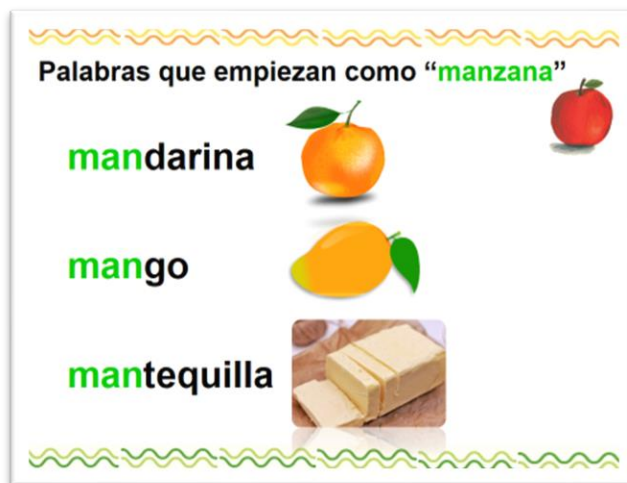 Palabras que empiezan como “manzana”
mandarina
mango
mantequilla